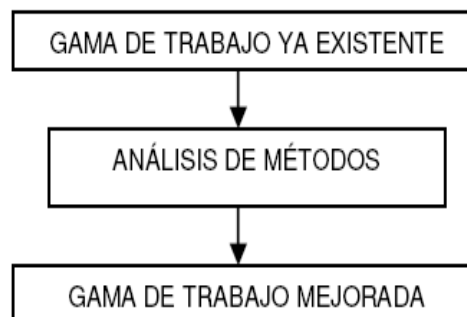 GAMA DE TRABAJO YA EXISTENTE
ANÁLISIS DE MÉTODOS
GAMA DE TRABAJO MEJORADA